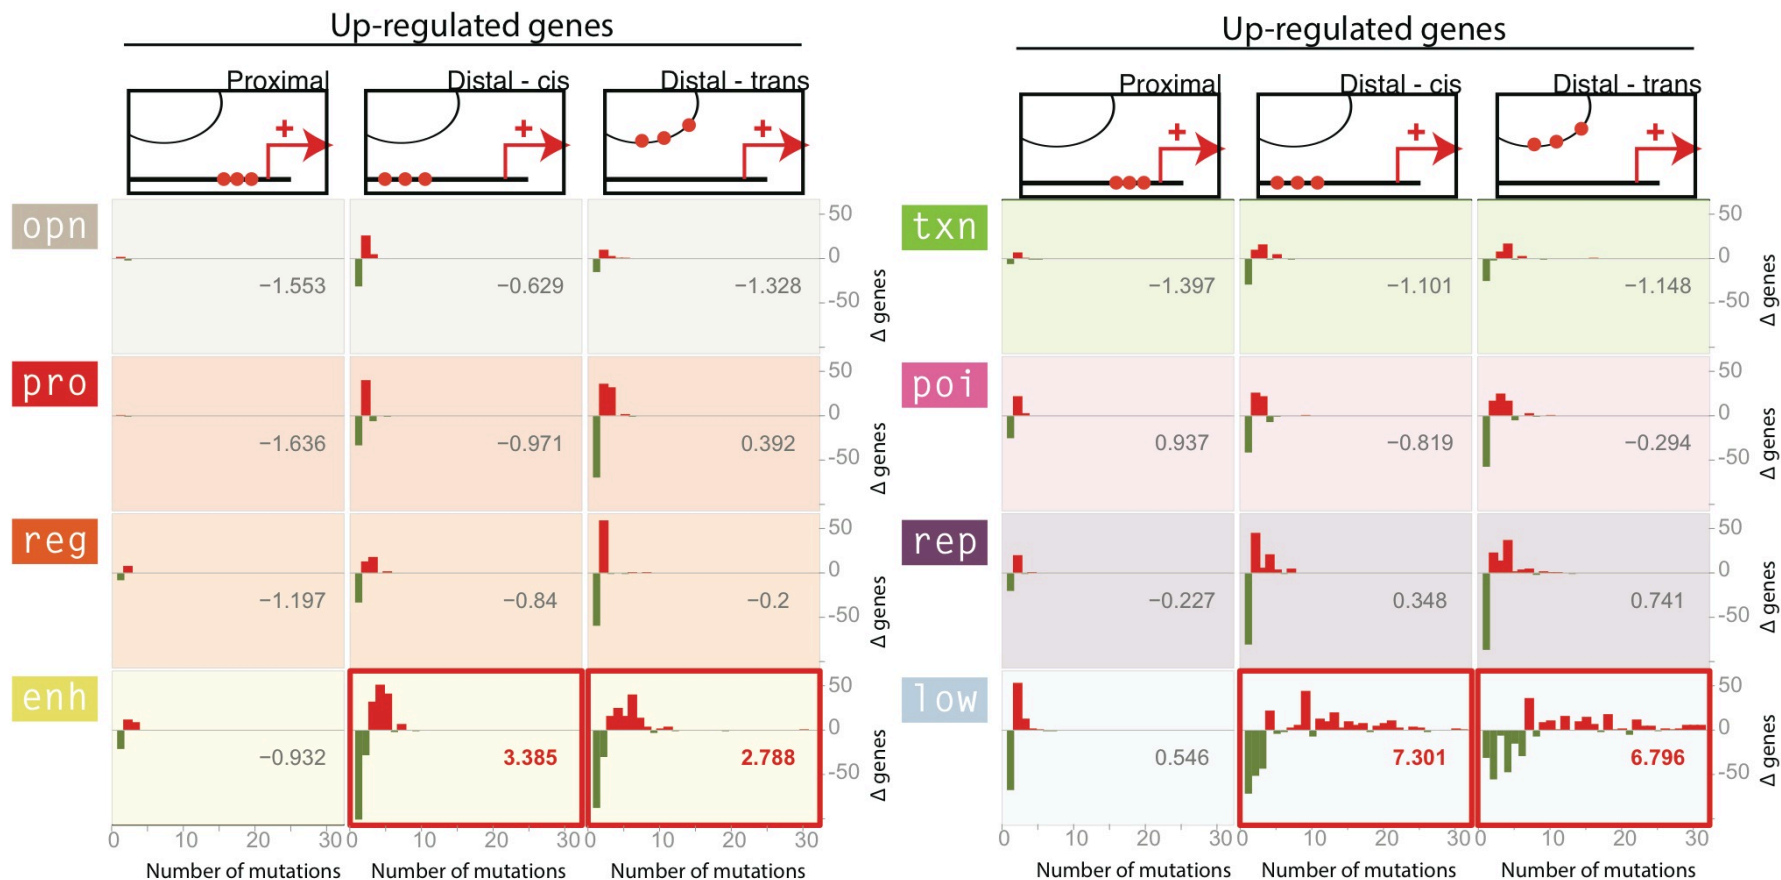 Up-regulated genes Up-regulated genes
Proximal Distal - cis Distal - trans Proximal Distal - cis Distal - trans
+ + + + + +
opn −1.553 −0.629 −1.328 50 0 -50 Δ genes
txn −1.397 −1.101 −1.148 50 0 -50 Δ genes
pro −1.636 −0.971 0.392 50 0 -50 Δ genes
poi 0.937 −0.819 −0.294 50 0 -50 Δ genes
reg −1.197 −0.84 −0.2 50 0 -50 Δ genes
rep −0.227 0.348 0.741 50 0 -50 Δ genes
enh −0.932 3.385 2.788 50 0 -50 Δ genes
low 0.546 7.301 6.796 50 0 -50 Δ genes
0 10 20 30 0 10 20 30 0 10 20 30 0 10 20 30 0 10 20 30 0 10 20 30
Number of mutations Number of mutations Number of mutations Number of mutations Number of mutations Number of mutations